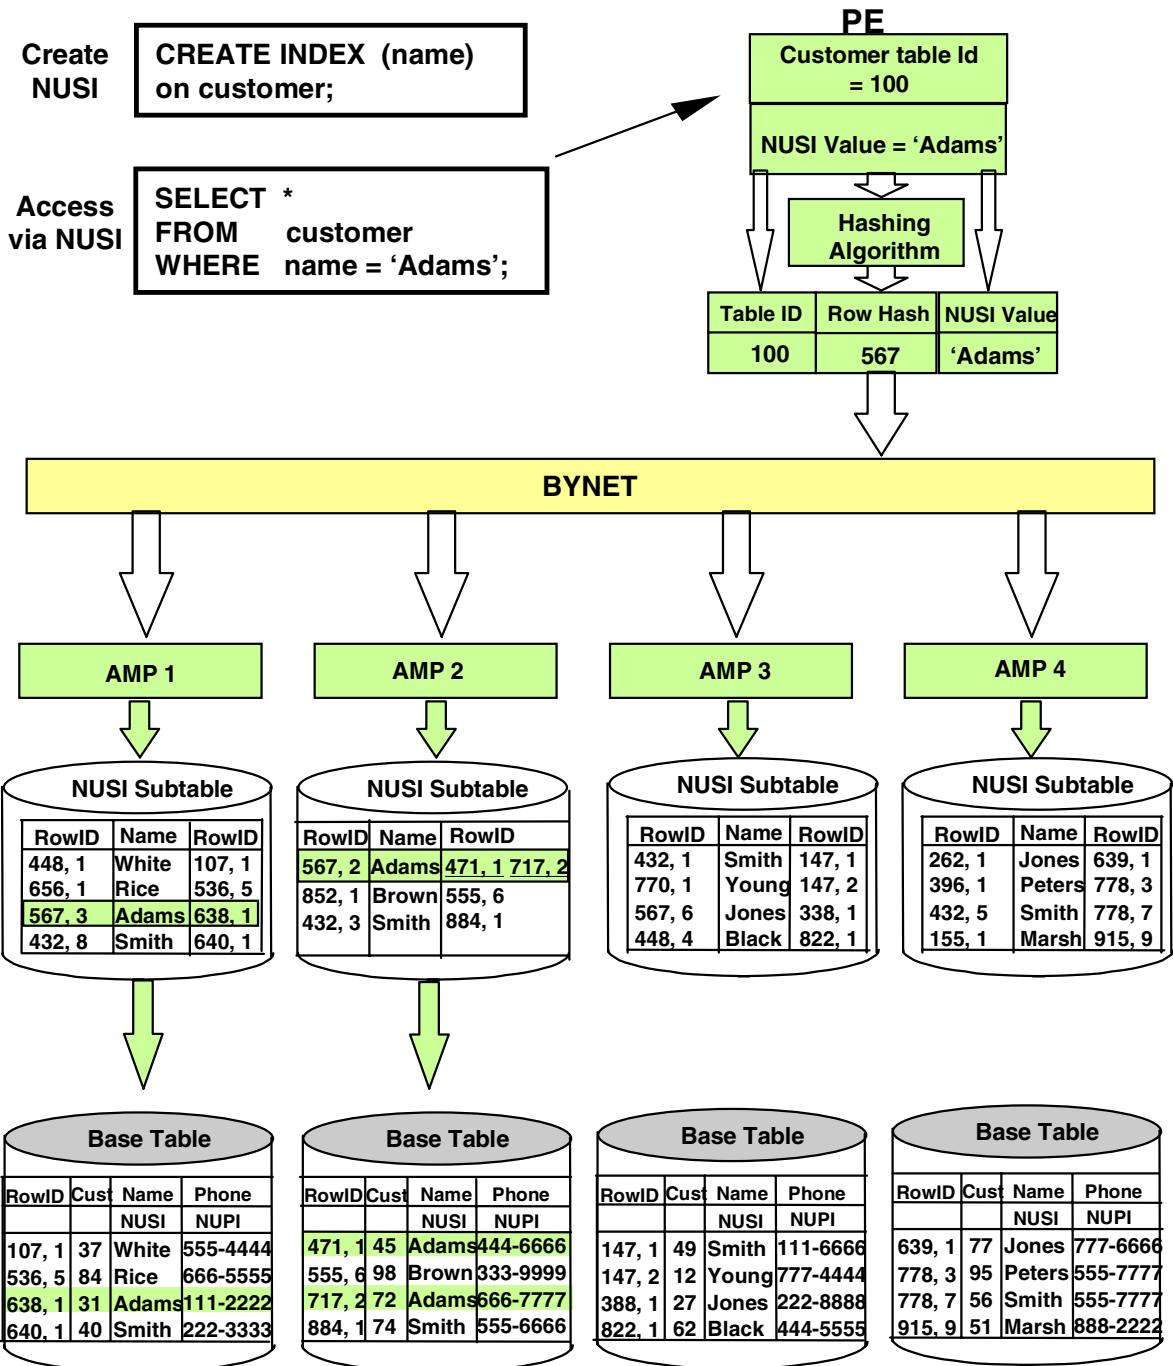 PE
Create
NUSI
CREATE INDEX (name)
on customer;
Customer table Id
= 100
NUSI Value = ‘Adams’
Access
via NUSI
SELECT *
FROM customer
WHERE name = ‘Adams’;
Hashing
Algorithm
Table ID Row Hash NUSI Value
100 567 ‘Adams’
BYNET
AMP 1 AMP 2 AMP 3 AMP 4
NUSI Subtable
RowID Name RowID
448, 1 White 107, 1
656, 1 Rice 536, 5
567, 3 Adams 638, 1
432, 8 Smith 640, 1
NUSI Subtable
RowID Name RowID
567, 2 Adams 471, 1 717, 2
852, 1 Brown 555, 6
432, 3 Smith 884, 1
NUSI Subtable
RowID Name RowID
432, 1 Smith 147, 1
770, 1 Young 147, 2
567, 6 Jones 338, 1
448, 4 Black 822, 1
NUSI Subtable
RowID Name RowID
262, 1 Jones 639, 1
396, 1 Peters 778, 3
432, 5 Smith 778, 7
155, 1 Marsh 915, 9
Base Table
RowID Cust Name Phone
NUSI NUPI
107, 1 37 White 555-4444
536, 5 84 Rice 666-5555
638, 1 31 Adams 111-2222
640, 1 40 Smith 222-3333
Base Table
RowID Cust Name Phone
NUSI NUPI
471, 1 45 Adams 444-6666
555, 6 98 Brown 333-9999
717, 2 72 Adams 666-7777
884, 1 74 Smith 555-6666
Base Table
RowID Cust Name Phone
NUSI NUPI
147, 1 49 Smith 111-6666
147, 2 12 Young 777-4444
388, 1 27 Jones 222-8888
822, 1 62 Black 444-5555
Base Table
RowID Cust Name Phone
NUSI NUPI
639, 1 77 Jones 777-6666
778, 3 95 Peters 555-7777
778, 7 56 Smith 555-7777
915, 9 51 Marsh 888-2222